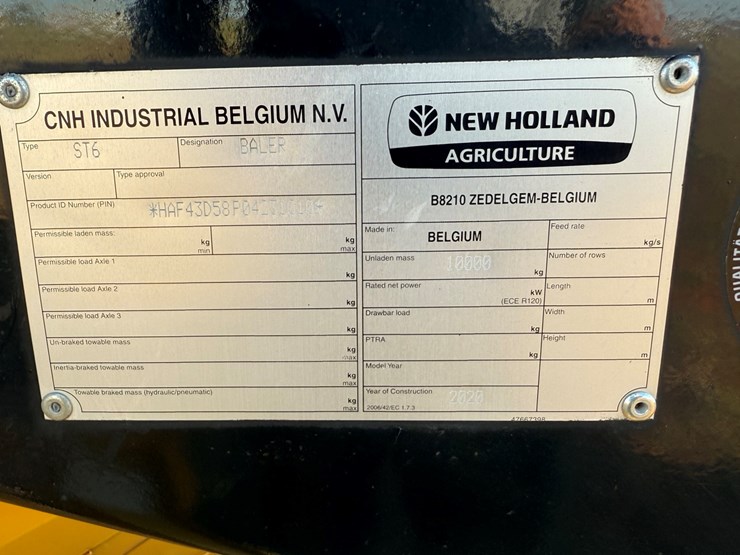 CNH INDUSTRIAL BELGIUM N.V.
Type ST6
Designation BALER
Version
Type approval
Product ID Number (PIN)
Permissible laden mass: kg min kg max
Permissible load Axle 1 kg
Permissible load Axle 2 kg
Permissible load Axle 3 kg
Un-braked towable mass kg max
Inertia-braked towable mass kg max
Towable braked mass (hydraulic/pneumatic) kg max
NEW HOLLAND
AGRICULTURE
B8210 ZEDELGEM-BELGIUM
Made in: BELGIUM
Feed rate kg/s
Unladen mass 10000 kg
Number of rows
Rated net power kW (ECE R120)
Length m
Drawbar load kg
Width m
PTRA kg
Height m
Model Year
Year of Construction 2020
2006/42/EC 1.7.3
47667398